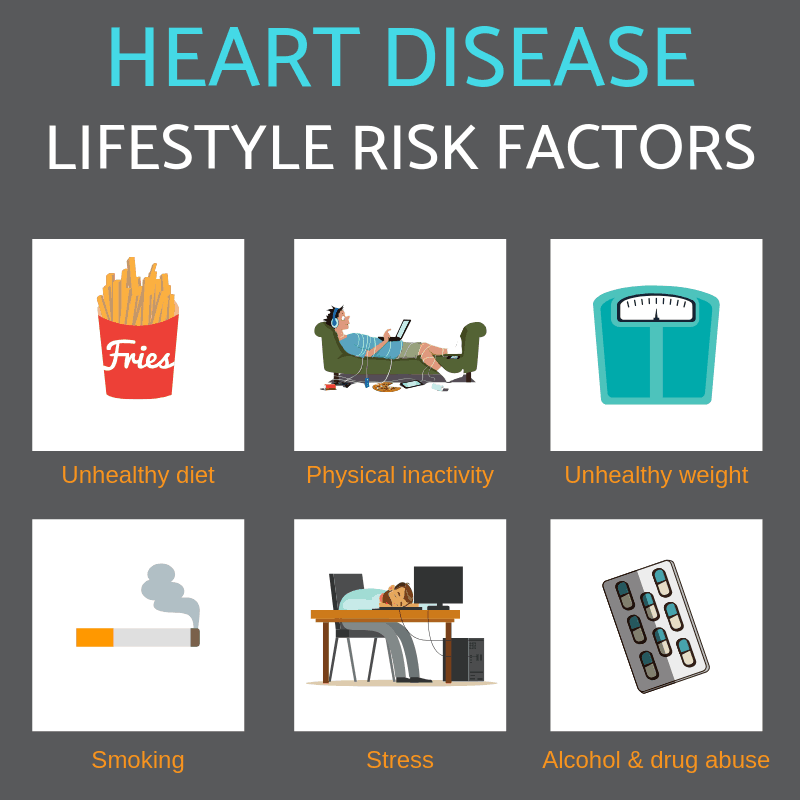 HEART DISEASE
LIFESTYLE RISK FACTORS
Fries
Unhealthy diet
Physical inactivity
Unhealthy weight
Smoking
Stress
Alcohol & drug abuse